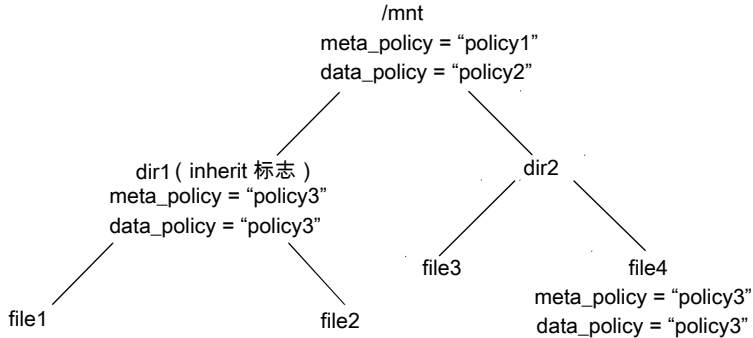 /mnt
meta_policy = “policy1”
data_policy = “policy2”
dir1 ( inherit 标志 )
meta_policy = “policy3”
data_policy = “policy3”
dir2
file1
file2
file3
file4
meta_policy = “policy3”
data_policy = “policy3”